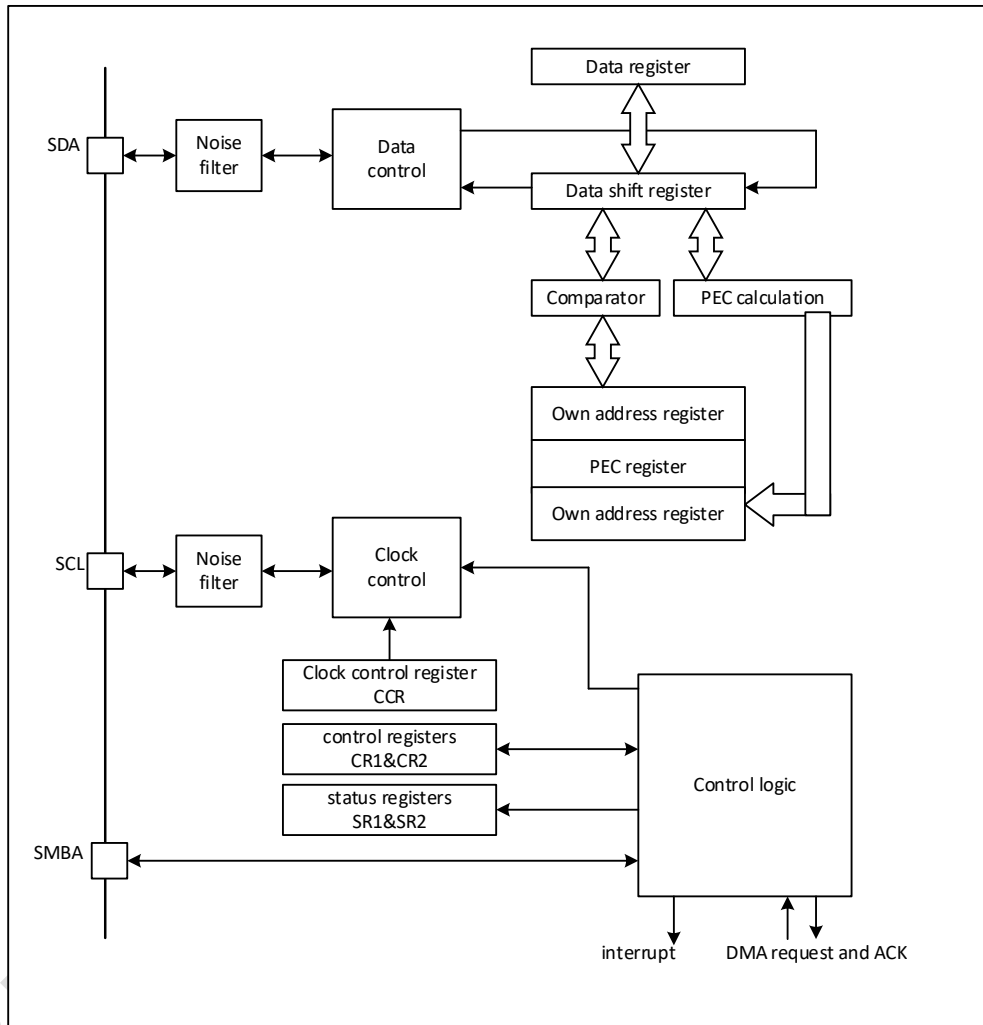 Data register
SDA
Noise
filter
Data
control
Data shift register
Comparator
PEC calculation
Own address register
PEC register
Own address register
SCL
Noise
filter
Clock
control
Clock control register
CCR
control registers
CR1&CR2
Control logic
status registers
SR1&SR2
SMBA
interrupt
DMA request and ACK